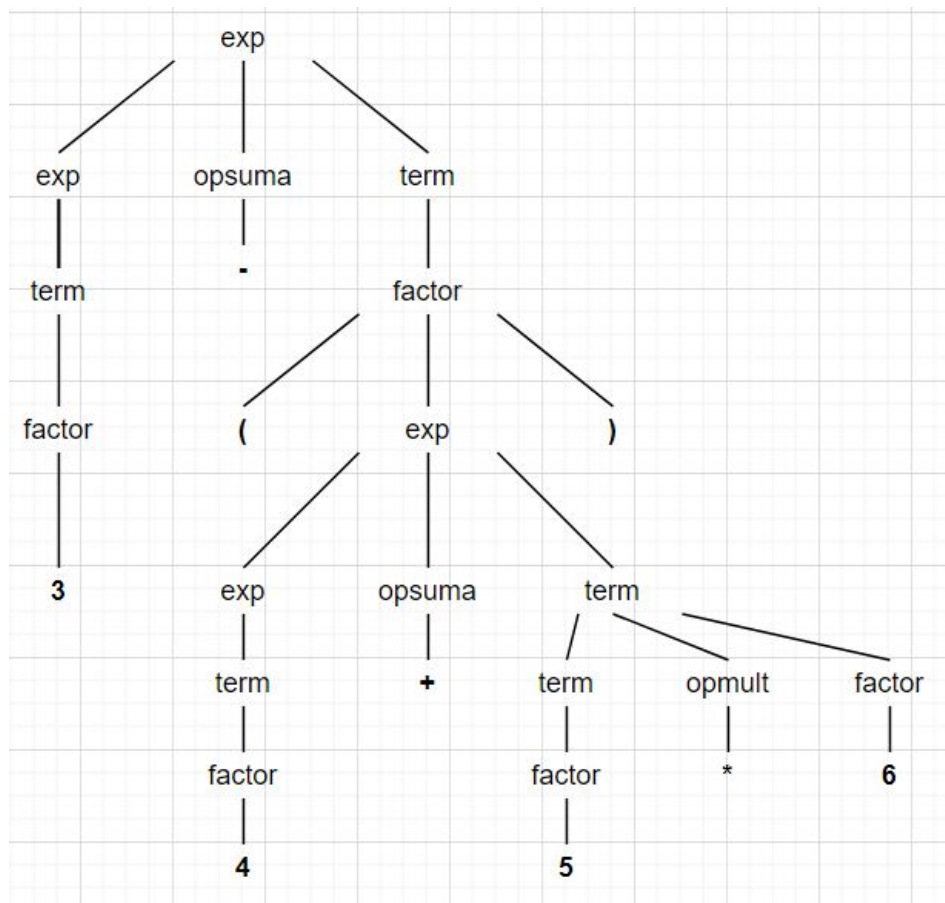 exp
exp opsuma term
-
term factor
factor ( exp )
3 exp opsuma term
term + term opmult factor
factor factor * 6
4 5